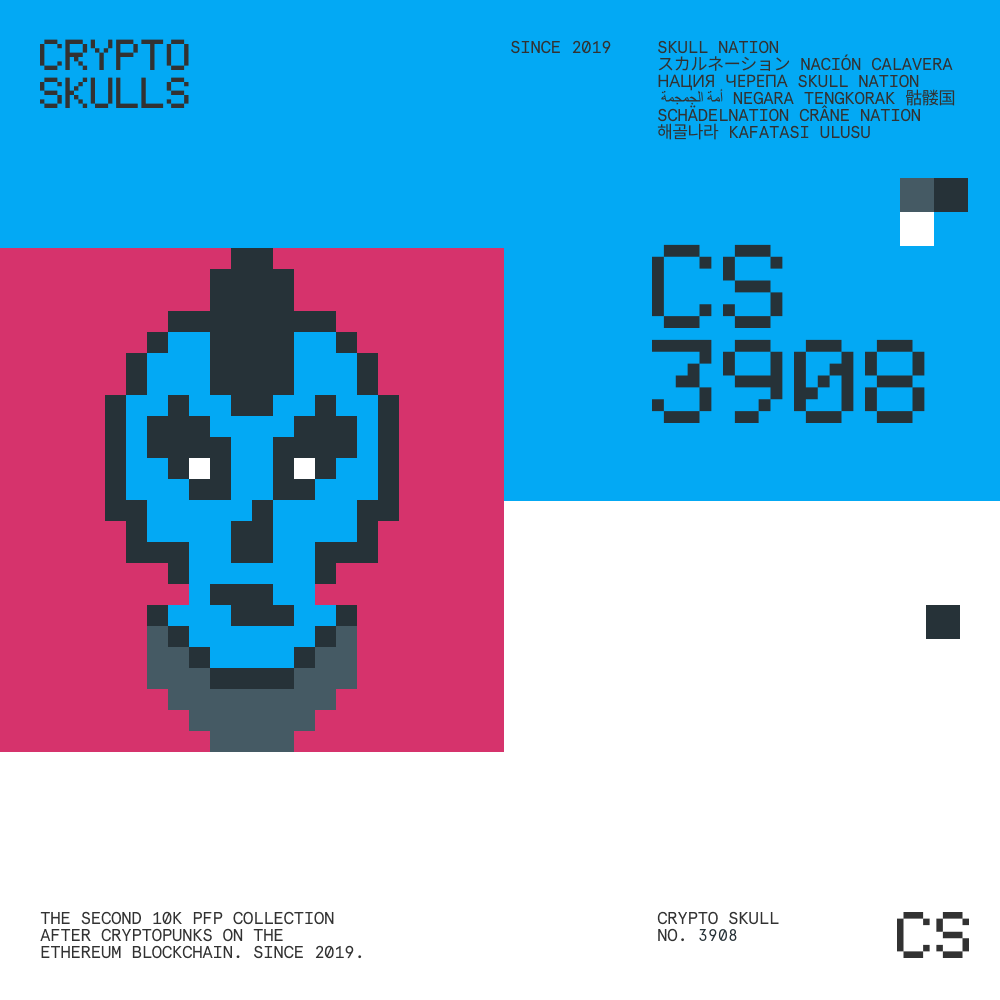 CRYPTO
SKULLS
SINCE 2019
SKULL NATION
スカルネーション NACIÓN CALAVERA
НАЦИЯ ЧЕРЕПА SKULL NATION
أمة الجمجمة NEGARA TENGKORAK 骷髅国
SCHÄDELNATION CRÂNE NATION
해골나라 KAFATASI ULUSU
CS
3908
THE SECOND 10K PFP COLLECTION
AFTER CRYPTOPUNKS ON THE
ETHEREUM BLOCKCHAIN. SINCE 2019.
CRYPTO SKULL
NO. 3908
CS